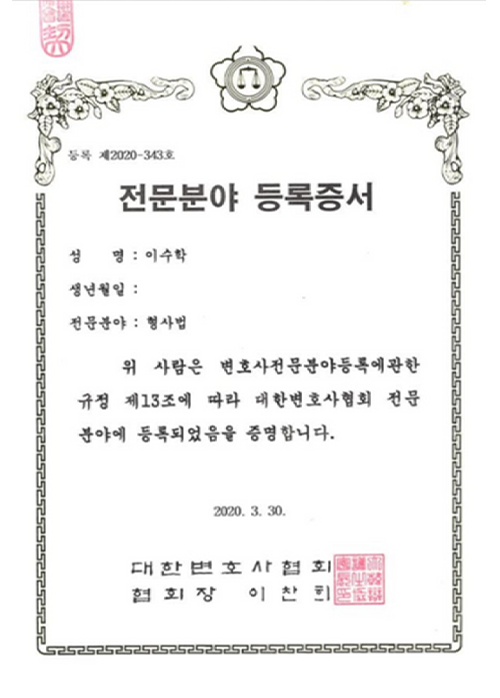 등록 제2020-343호
전문분야 등록증서
성 명 : 이수학
생년월일 :
전문분야 : 형사법
위 사람은 변호사전문분야등록에관한
규정 제13조에 따라 대한변호사협회 전문
분야에 등록되었음을 증명합니다.
2020. 3. 30.
대한변호사협회
협회장 이찬희